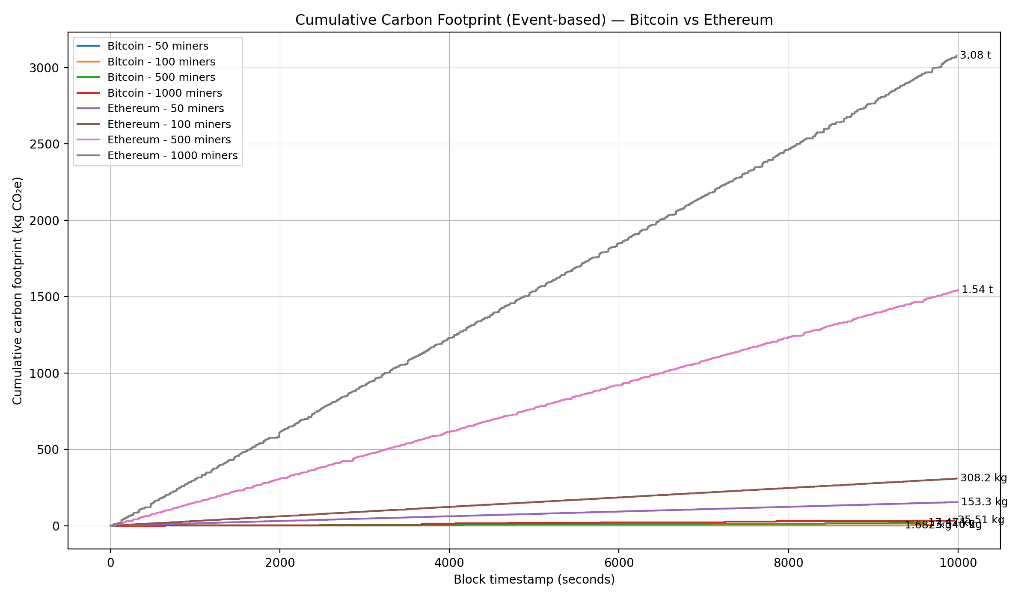 Cumulative Carbon Footprint (Event-based) — Bitcoin vs Ethereum
Cumulative carbon footprint (kg CO₂e)
3000
2500
2000
1500
1000
500
0
Bitcoin - 50 miners
Bitcoin - 100 miners
Bitcoin - 500 miners
Bitcoin - 1000 miners
Ethereum - 50 miners
Ethereum - 100 miners
Ethereum - 500 miners
Ethereum - 1000 miners
3.08 t
1.54 t
308.2 kg
153.3 kg
0
2000
4000
6000
8000
10000
Block timestamp (seconds)